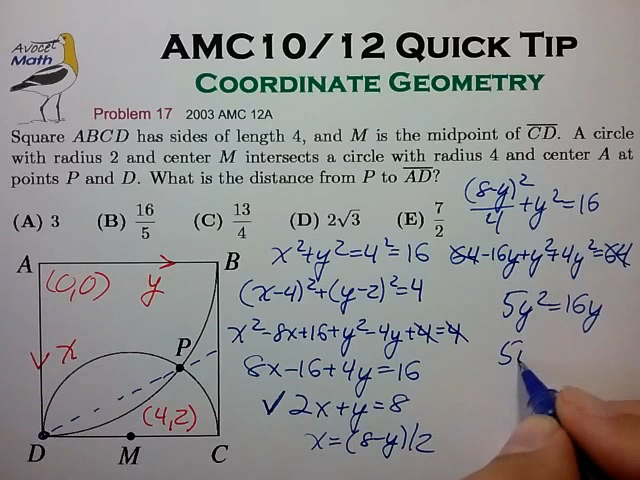 Avocet
Math
AMC10/12 QUICK TIP
COORDINATE GEOMETRY
Problem 17 2003 AMC 12A
Square ABCD has sides of length 4, and M is the midpoint of \overline{CD}. A circle
with radius 2 and center M intersects a circle with radius 4 and center A at
points P and D. What is the distance from P to \overline{AD}?
(A) 3 (B) 16/5 (C) 13/4 (D) 2√3 (E) 7/2
A
B
(0,0)
y
x
P
(4,2)
D
M
C
x²+y²=4²=16
(x-4)²+(y-2)²=4
x²-8x+16+y²-4y+4=4
8x-16+4y=16
✓2x+y=8
x=(8-y)/2
(8-y)²/4+y²=16
64-16y+y²+4y²=64
5y²=16y
5